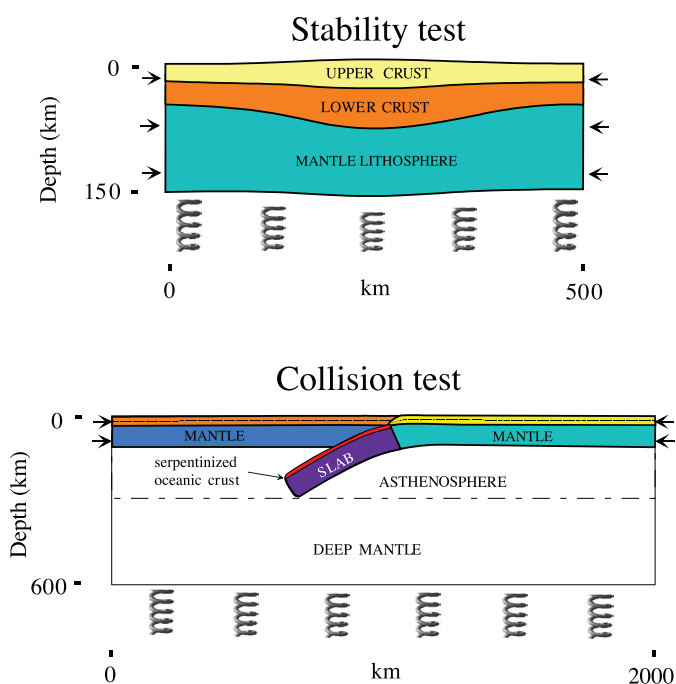 Stability test
0
UPPER CRUST
LOWER CRUST
MANTLE LITHOSPHERE
Depth (km)
150
0
km
500
Collision test
0
MANTLE
MANTLE
SLAB
serpentinized
oceanic crust
ASTHENOSPHERE
Depth (km)
DEEP MANTLE
600
0
km
2000